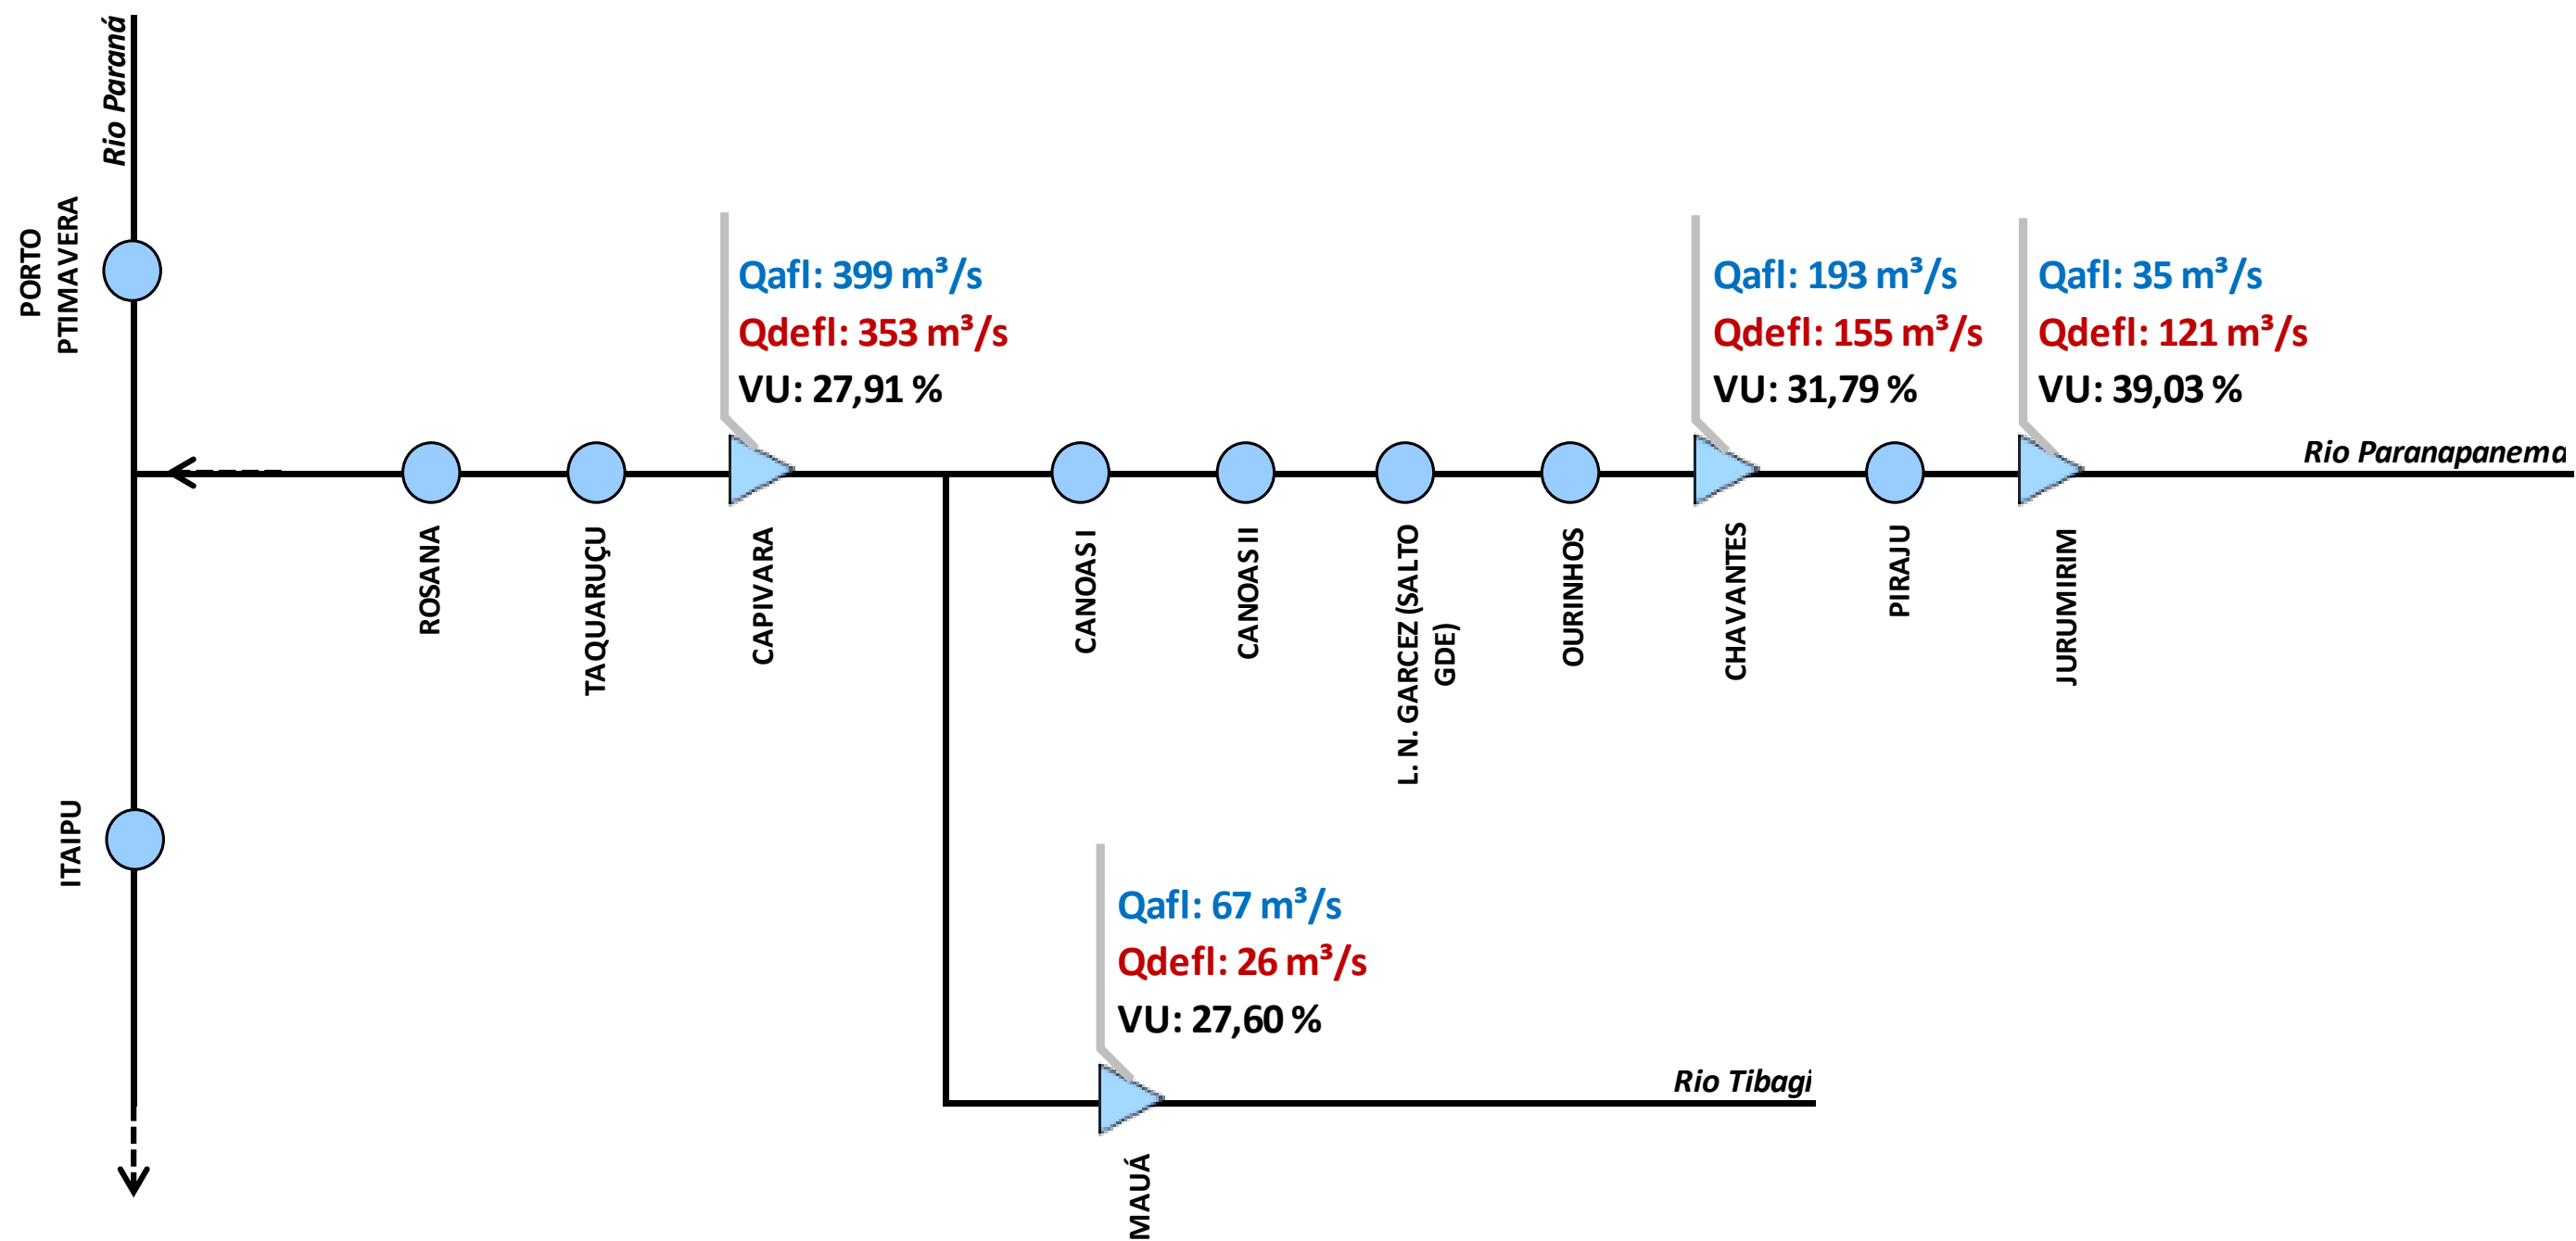 Rio Paraná
PORTO
PTIMAVERA
Qafl: 399 m³/s
Qdefl: 353 m³/s
VU: 27,91 %
Qafl: 193 m³/s
Qdefl: 155 m³/s
VU: 31,79 %
Qafl: 35 m³/s
Qdefl: 121 m³/s
VU: 39,03 %
Rio Paranapanema
ROSANA
TAQUARUÇU
CAPIVARA
CANOAS I
CANOAS II
L. N. GARCEZ (SALTO
GDE)
OURINHOS
CHAVANTES
PIRAJU
JURUMIRIM
ITAIPU
Qafl: 67 m³/s
Qdefl: 26 m³/s
VU: 27,60 %
Rio Tibagi
MAUÁ